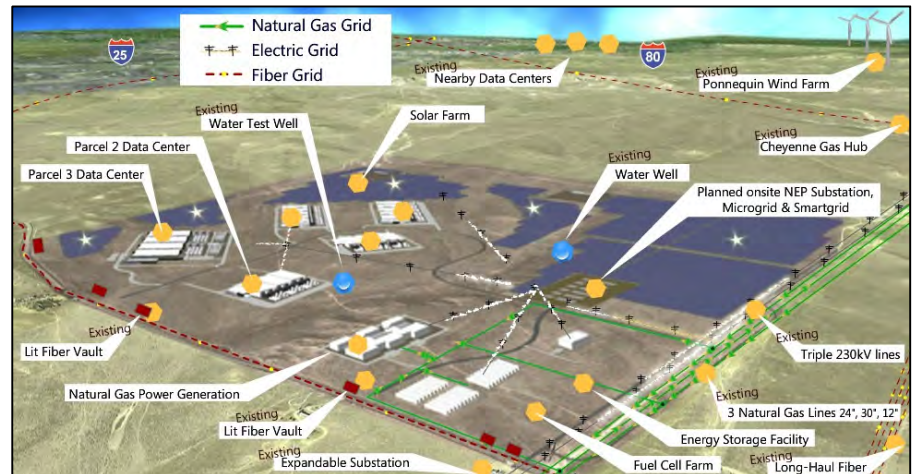 Natural Gas Grid
Electric Grid
Fiber Grid
25
80
Existing
Nearby Data Centers
Existing
Ponnequin Wind Farm
Existing
Water Test Well
Solar Farm
Existing
Cheyenne Gas Hub
Parcel 2 Data Center
Parcel 3 Data Center
Existing
Water Well
Planned onsite NEP Substation,
Microgrid & Smartgrid
Existing
Lit Fiber Vault
Existing
Triple 230kV lines
Natural Gas Power Generation
Existing
3 Natural Gas Lines 24", 30", 12"
Existing
Lit Fiber Vault
Energy Storage Facility
Existing
Expandable Substation
Fuel Cell Farm
Existing
Long-Haul Fiber